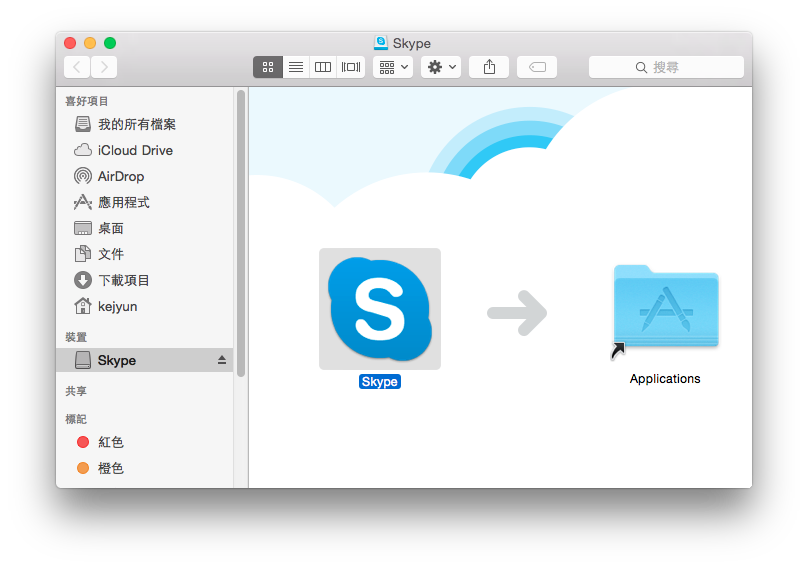 Skype
搜尋
喜好項目
我的所有檔案
iCloud Drive
AirDrop
應用程式
桌面
文件
下載項目
kejyun
裝置
Skype
共享
標記
紅色
橙色
S
Skype
Applications